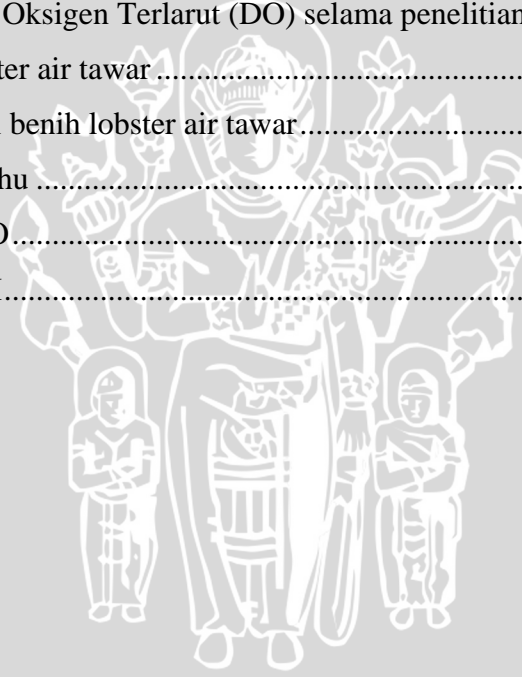 Oksigen Terlarut (DO) selama penelitian
ter air tawar ........................................................
benih lobster air tawar....................................
hu ........................................................................
............................................................................
............................................................................